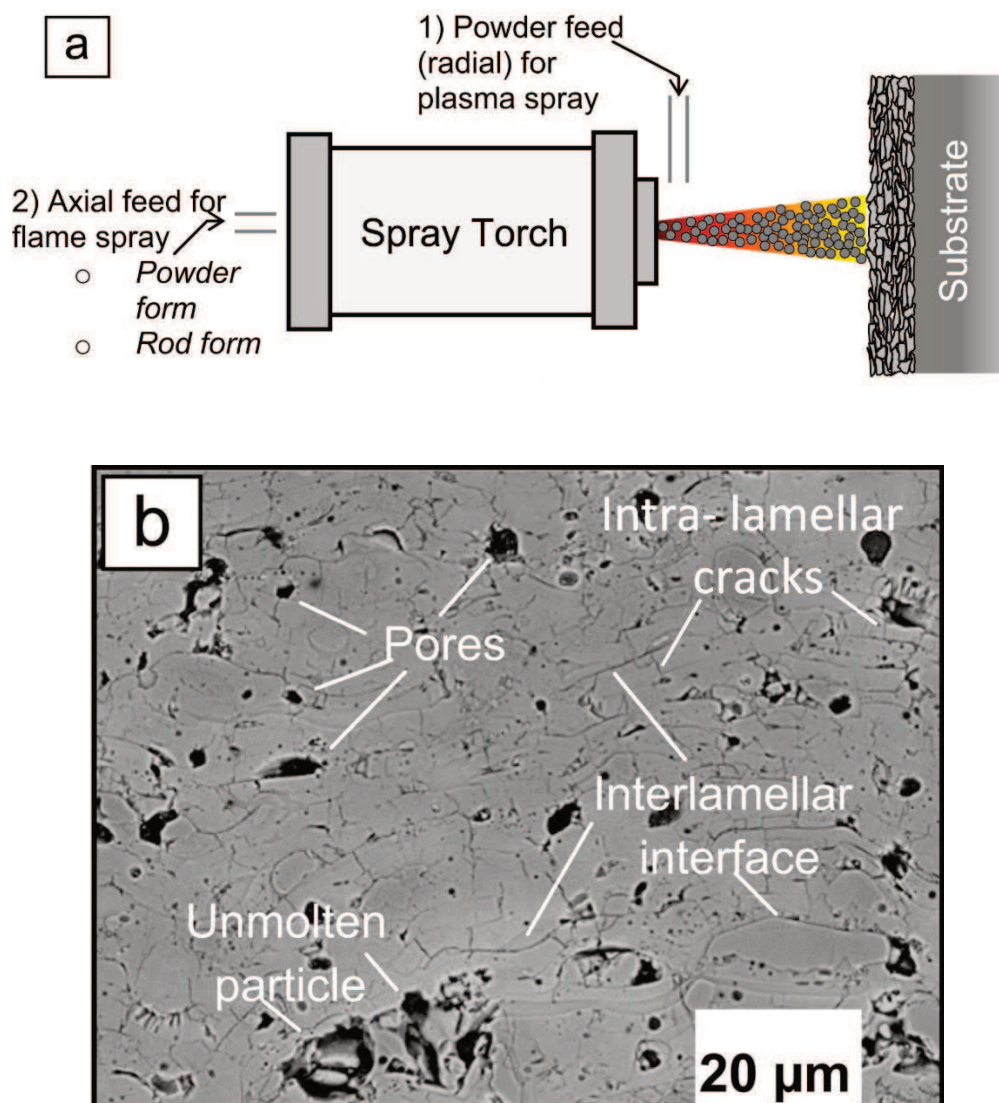 a
1) Powder feed
(radial) for
plasma spray
2) Axial feed for
flame spray
○ Powder
form
○ Rod form
Spray Torch
Substrate
b
Intra- lamellar
cracks
Pores
Interlamellar
interface
Unmolten
particle
20 µm